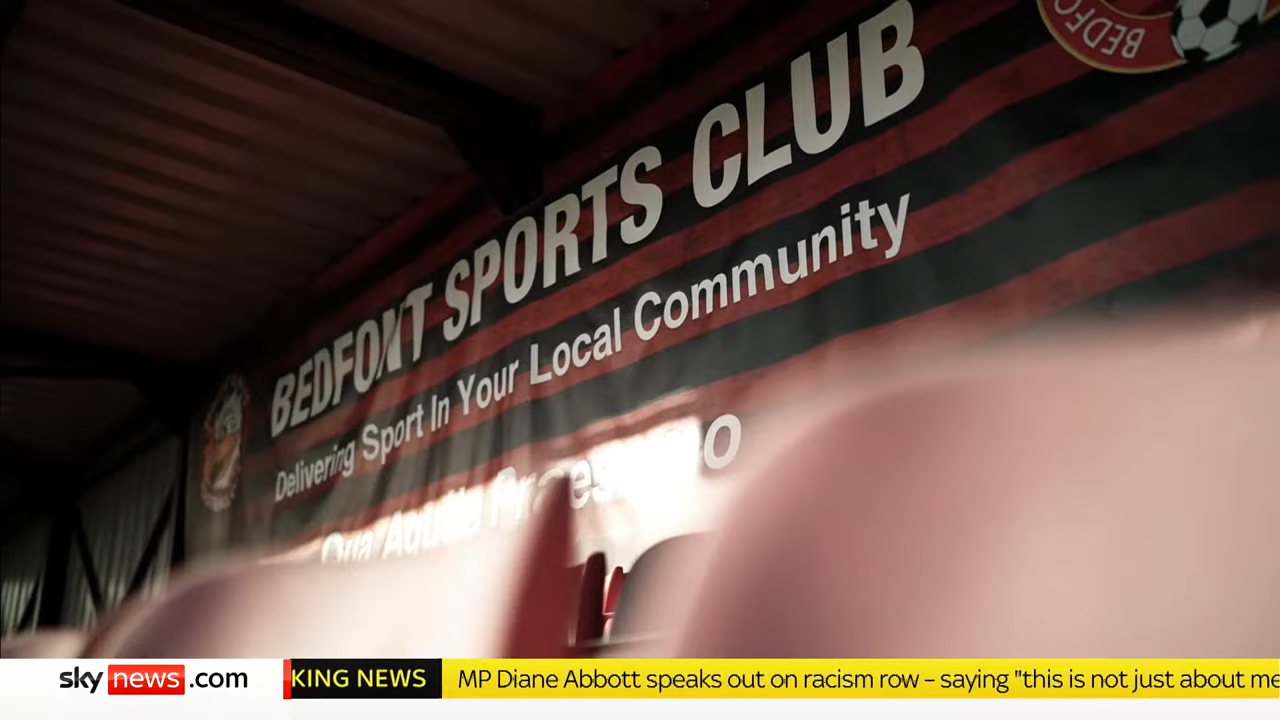 BEDFO
BEDFONT SPORTS CLUB
Delivering Sport In Your Local Community
sky news.com
KING NEWS
MP Diane Abbott speaks out on racism row – saying "this is not just about me